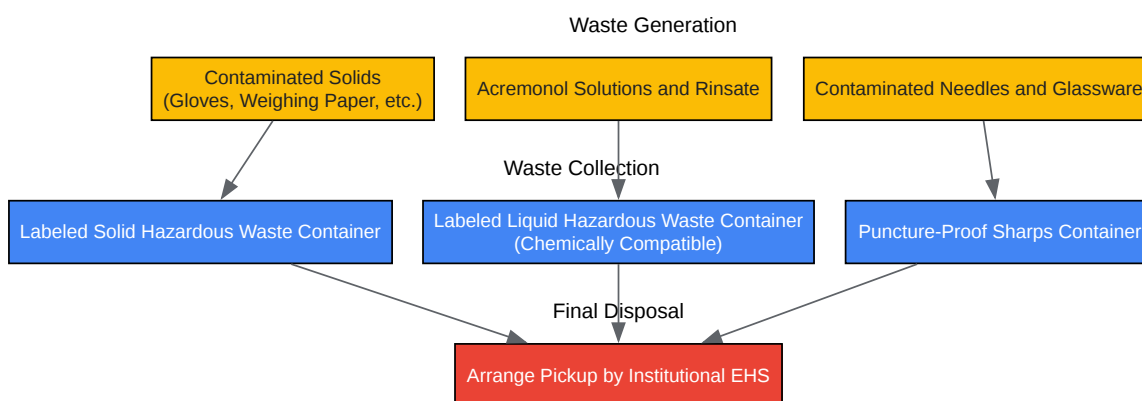 Waste Generation
Contaminated Solids
(Gloves, Weighing Paper, etc.)
Acremonol Solutions and Rinsate
Contaminated Needles and Glassware
Waste Collection
Labeled Solid Hazardous Waste Container
Labeled Liquid Hazardous Waste Container
(Chemically Compatible)
Puncture-Proof Sharps Container
Final Disposal
Arrange Pickup by Institutional EHS